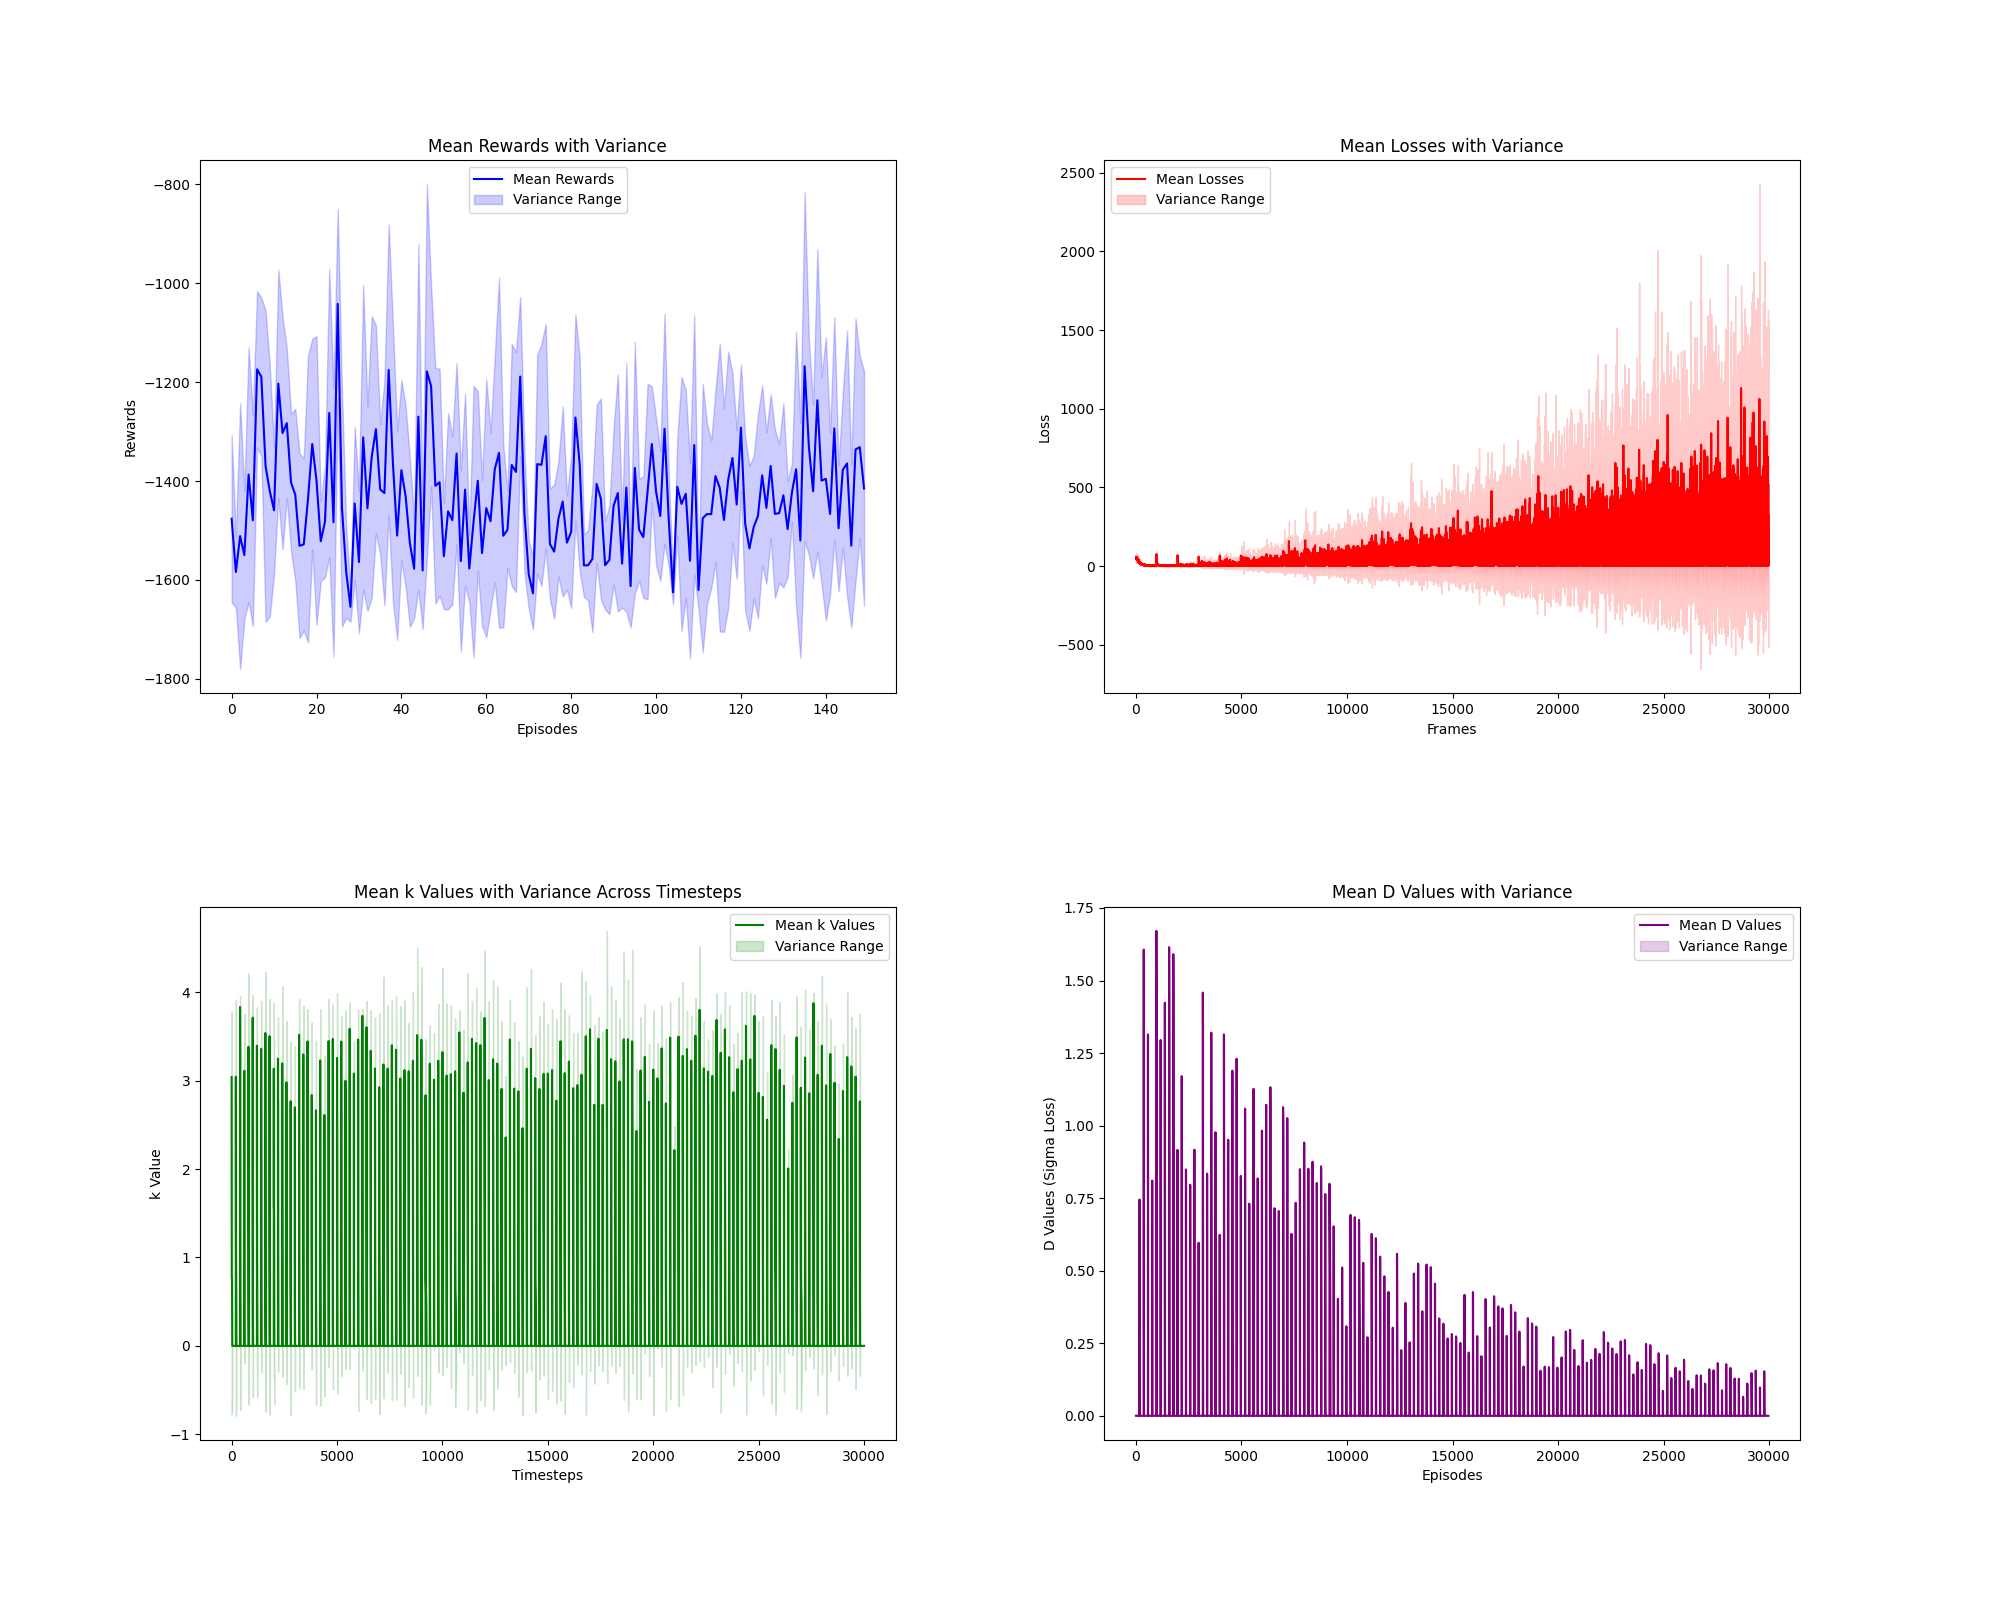 Mean Rewards with Variance
Mean Rewards
Variance Range
−800
−1000
−1200
−1400
−1600
−1800
Rewards
0 20 40 60 80 100 120 140
Episodes
Mean Losses with Variance
Mean Losses
Variance Range
2500
2000
1500
1000
500
0
−500
Loss
0 5000 10000 15000 20000 25000 30000
Frames
Mean k Values with Variance Across Timesteps
Mean k Values
Variance Range
4
3
2
1
0
−1
k Value
0 5000 10000 15000 20000 25000 30000
Timesteps
Mean D Values with Variance
Mean D Values
Variance Range
1.75
1.50
1.25
1.00
0.75
0.50
0.25
0.00
D Values (Sigma Loss)
0 5000 10000 15000 20000 25000 30000
Episodes